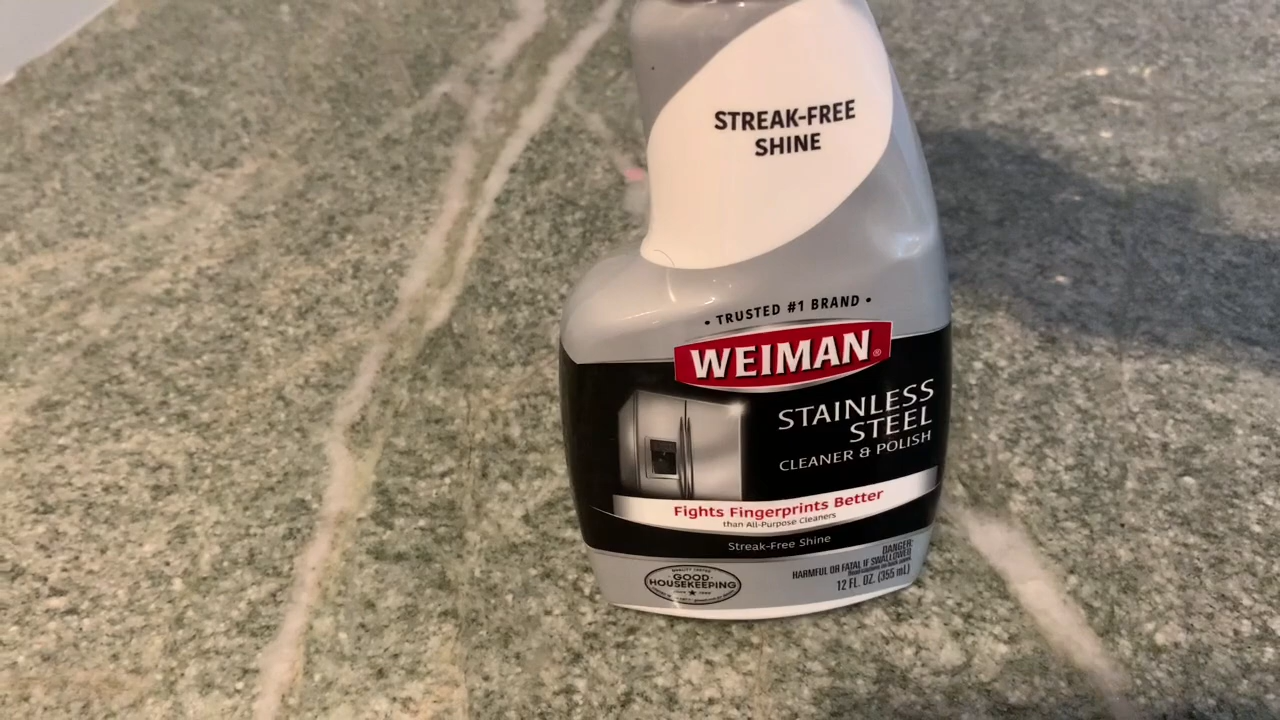 STREAK-FREE
SHINE
• TRUSTED #1 BRAND •
WEIMAN®
STAINLESS
STEEL
CLEANER & POLISH
Fights Fingerprints Better
than All-Purpose Cleaners
Streak-Free Shine
GOOD
HOUSEKEEPING
DANGER:
HARMFUL OR FATAL IF SWALLOWED
12 FL. OZ. (355 mL)